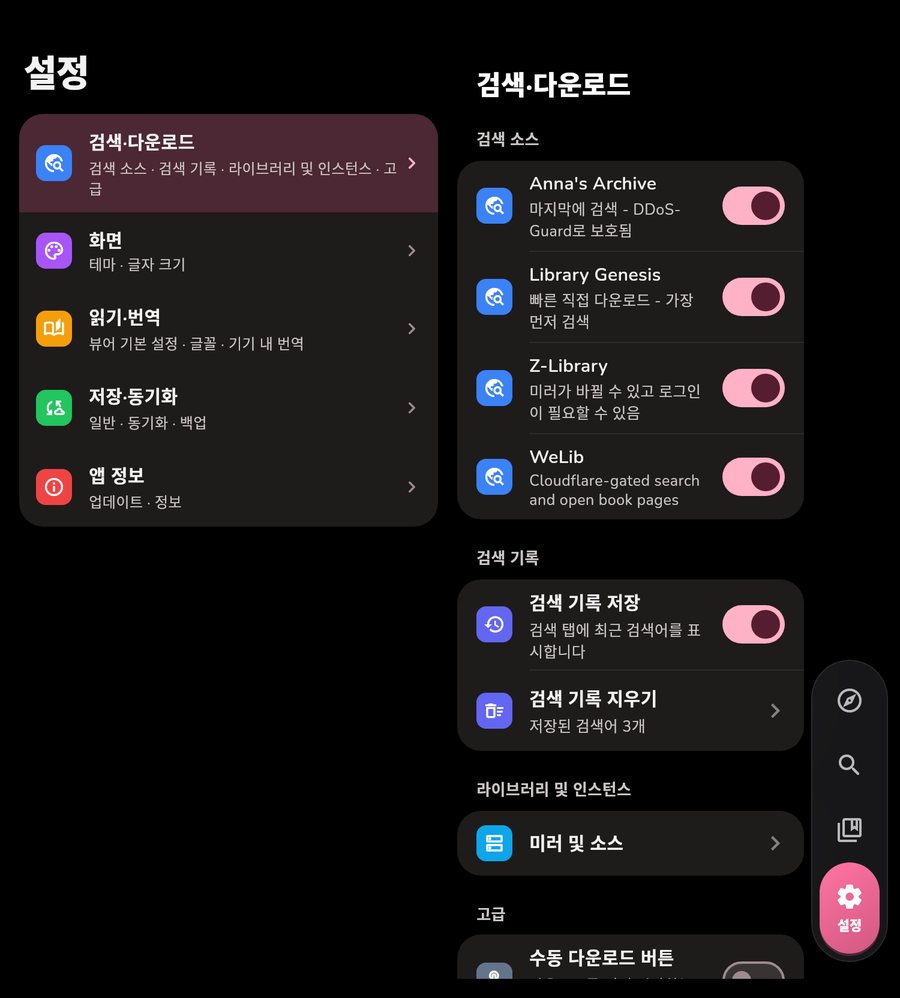 설정
검색·다운로드
검색 소스 · 검색 기록 · 라이브러리 및 인스턴스 · 고
급
화면
테마 · 글자 크기
읽기·번역
뷰어 기본 설정 · 글꼴 · 기기 내 번역
저장·동기화
일반 · 동기화 · 백업
앱 정보
업데이트 · 정보
검색·다운로드
검색 소스
Anna's Archive
마지막에 검색 - DDoS-
Guard로 보호됨
Library Genesis
빠른 직접 다운로드 - 가장
먼저 검색
Z-Library
미러가 바뀔 수 있고 로그인
이 필요할 수 있음
WeLib
Cloudflare-gated search
and open book pages
검색 기록
검색 기록 저장
검색 탭에 최근 검색어를 표
시합니다
검색 기록 지우기
저장된 검색어 3개
라이브러리 및 인스턴스
미러 및 소스
고급
수동 다운로드 버튼
설정